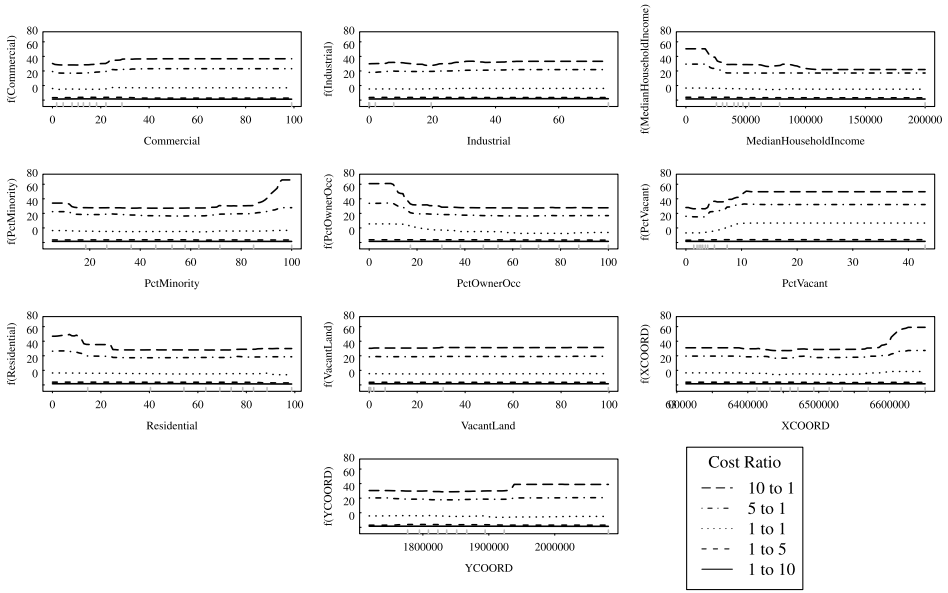 f(Commercial)
80
60
40
20
0
0 20 40 60 80 100
Commercial
f(Industrial)
80
60
40
20
0
0 20 40 60
Industrial
f(MedianHouseholdIncome)
80
60
40
20
0
0 50000 100000 150000 200000
MedianHouseholdIncome
f(PctMinority)
80
60
40
20
0
20 40 60 80 100
PctMinority
f(PctOwnerOcc)
80
60
40
20
0
0 20 40 60 80 100
PctOwnerOcc
f(PctVacant)
80
60
40
20
0
0 10 20 30 40
PctVacant
f(Residential)
80
60
40
20
0
0 20 40 60 80 100
Residential
f(VacantLand)
80
60
40
20
0
0 20 40 60 80 100
VacantLand
f(XCOORD)
80
60
40
20
0
6400000 6500000 6600000
XCOORD
f(YCOORD)
80
60
40
20
0
1800000 1900000 2000000
YCOORD
Cost Ratio
10 to 1
5 to 1
1 to 1
1 to 5
1 to 10